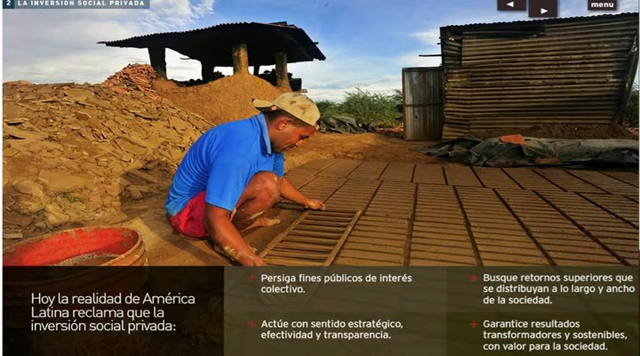 2 LA INVERSIÓN SOCIAL PRIVADA
menu
Hoy la realidad de América
Latina reclama que la
inversión social privada:
+ Persiga fines públicos de interés
colectivo.
+ Actúe con sentido estratégico,
efectividad y transparencia.
+ Busque retornos superiores que
se distribuyan a lo largo y ancho
de la sociedad.
+ Garantice resultados
transformadores y sostenibles,
con valor para la sociedad.